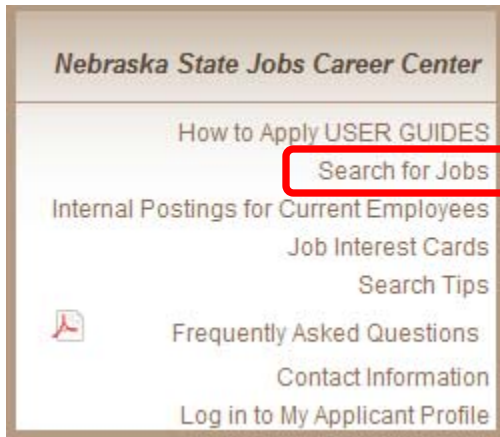 Nebraska State Jobs Career Center
How to Apply USER GUIDES
Search for Jobs
Internal Postings for Current Employees
Job Interest Cards
Search Tips
Frequently Asked Questions
Contact Information
Log in to My Applicant Profile